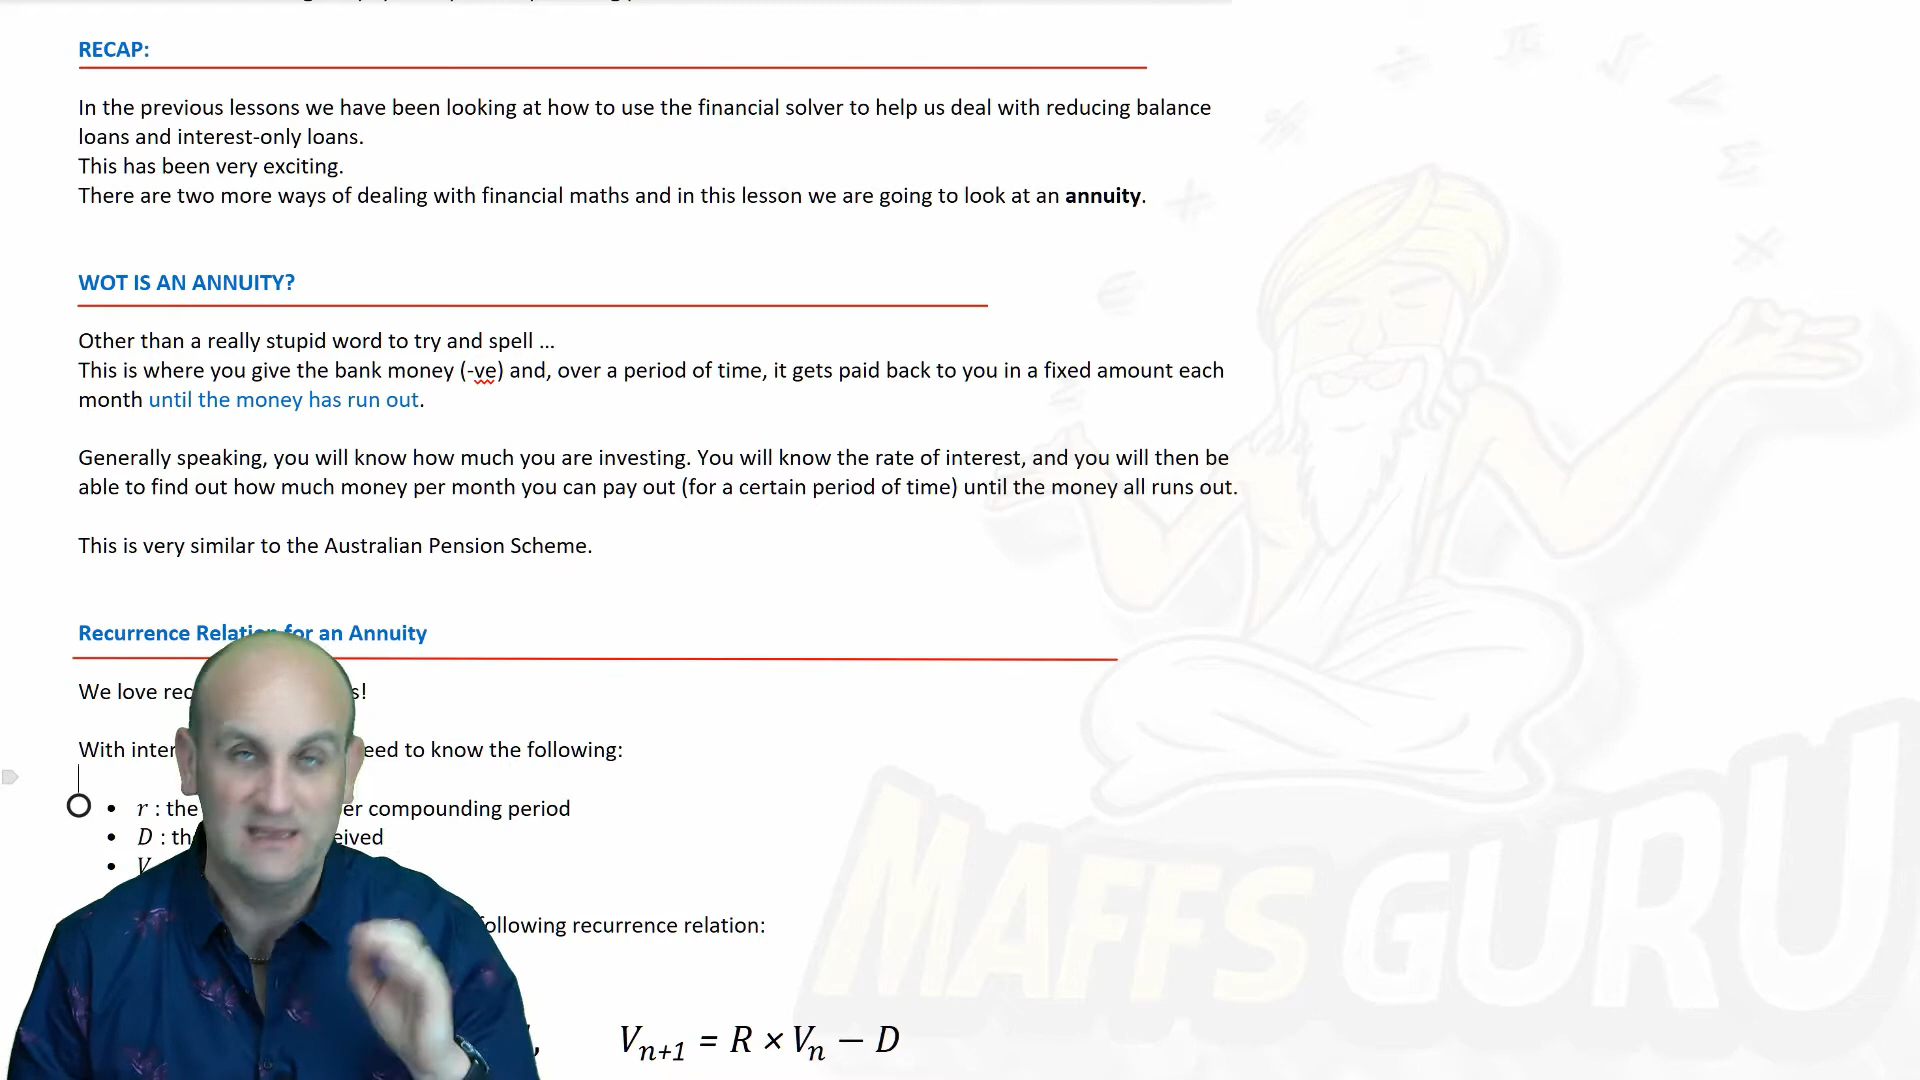 RECAP:
In the previous lessons we have been looking at how to use the financial solver to help us deal with reducing balance
loans and interest-only loans.
This has been very exciting.
There are two more ways of dealing with financial maths and in this lesson we are going to look at an annuity.
WOT IS AN ANNUITY?
Other than a really stupid word to try and spell ...
This is where you give the bank money (-ve) and, over a period of time, it gets paid back to you in a fixed amount each
month until the money has run out.
Generally speaking, you will know how much you are investing. You will know the rate of interest, and you will then be
able to find out how much money per month you can pay out (for a certain period of time) until the money all runs out.
This is very similar to the Australian Pension Scheme.
Recurrence Relation for an Annuity
We love
With need to know the following:
• r : the compounding period
• D :
• V
following recurrence relation:
V_{n+1} = R × V_n − D
MAFFS GURU